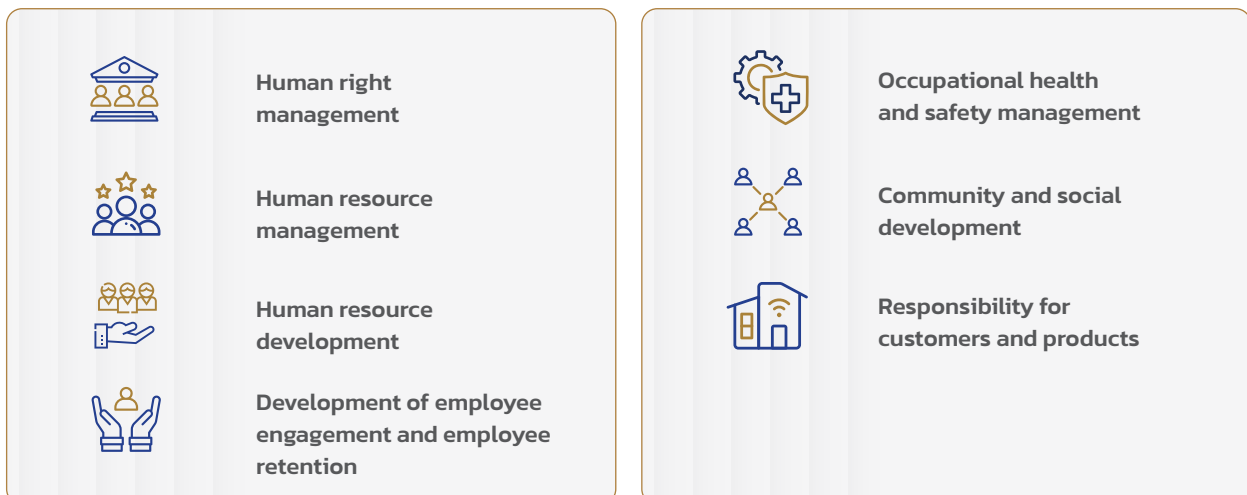 Human right
management
Human resource
management
Human resource
development
Development of employee
engagement and employee
retention
Occupational health
and safety management
Community and social
development
Responsibility for
customers and products